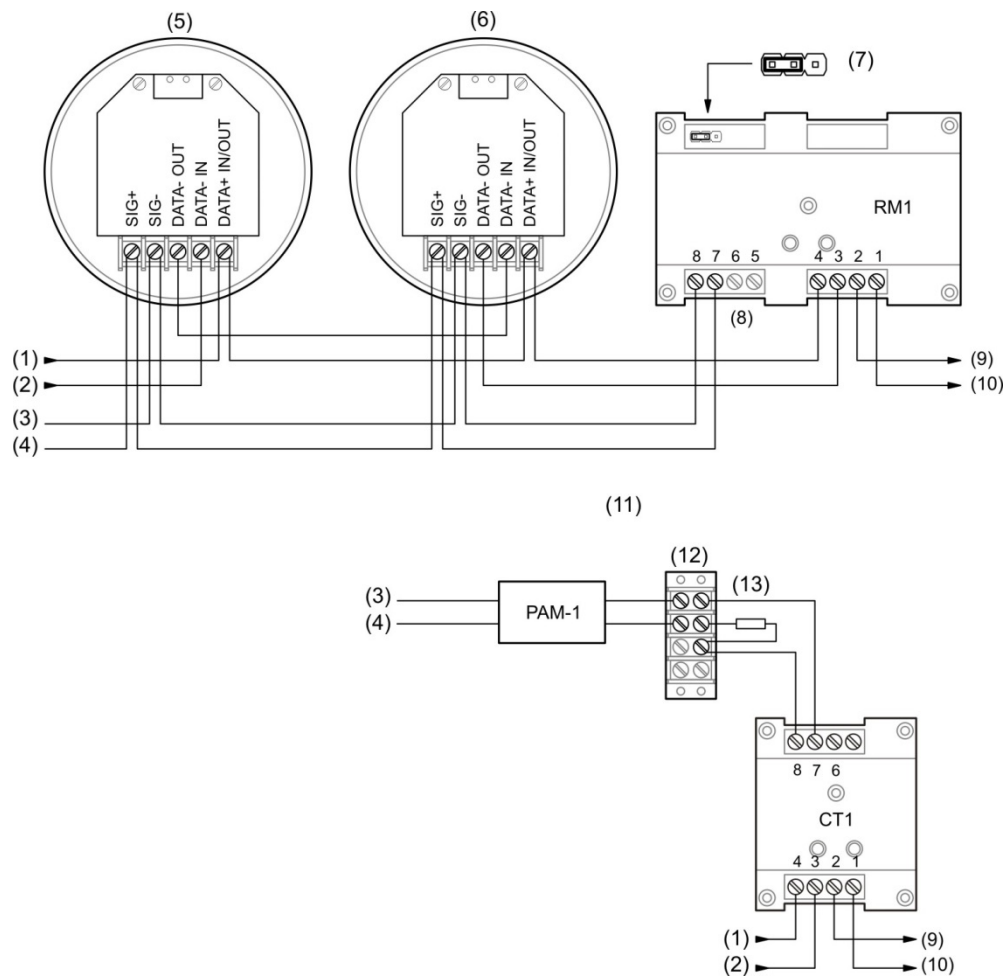 (5)
(6)
(7)
SIG+
SIG-
DATA- OUT
DATA- IN
DATA+ IN/OUT
SIG+
SIG-
DATA- OUT
DATA- IN
DATA+ IN/OUT
RM1
8 7 6 5
4 3 2 1
(8)
(1)
(2)
(3)
(4)
(9)
(10)
(11)
(12)
(13)
(3)
(4)
PAM-1
8 7 6
CT1
4 3 2 1
(1)
(2)
(9)
(10)